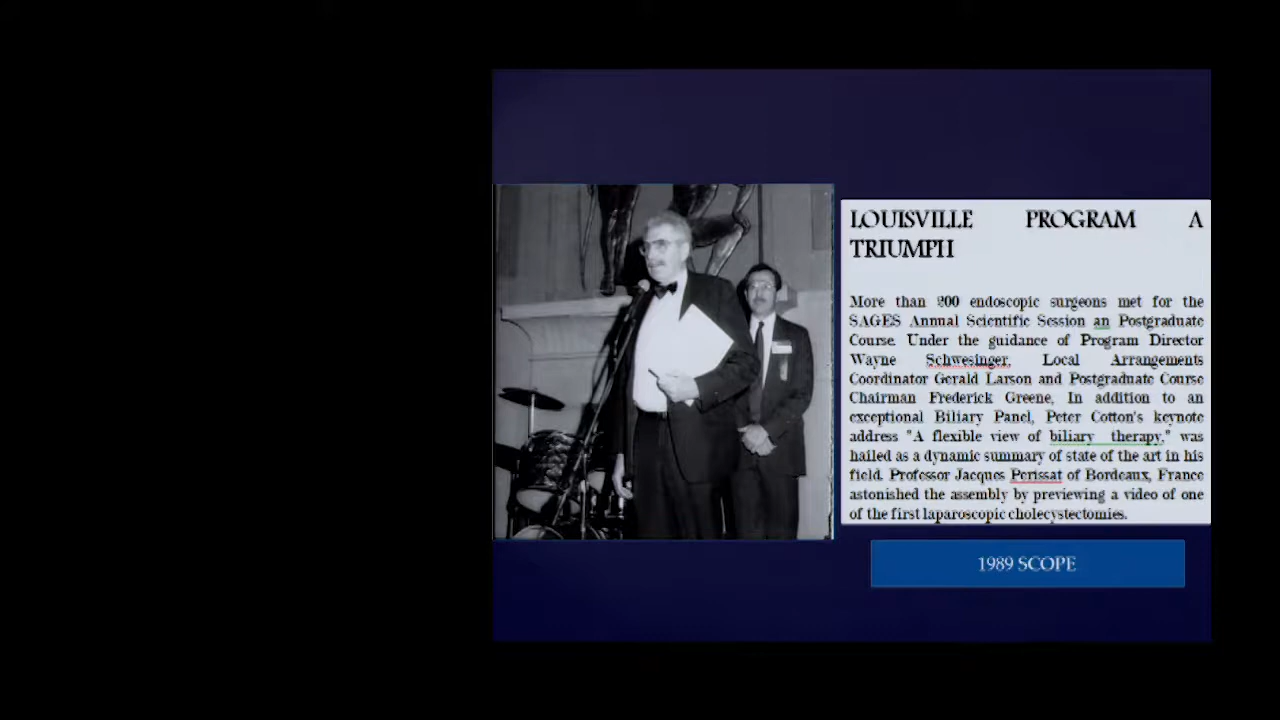 LOUISVILLE PROGRAM A
TRIUMPH
More than 200 endoscopic surgeons met for the
SAGES Annual Scientific Session an Postgraduate
Course. Under the guidance of Program Director
Wayne Schwesinger, Local Arrangements
Coordinator Gerald Larson and Postgraduate Course
Chairman Frederick Greene, In addition to an
exceptional Biliary Panel, Peter Cotton's keynote
address "A flexible view of biliary therapy," was
hailed as a dynamic summary of state of the art in his
field. Professor Jacques Perissat of Bordeaux, France
astonished the assembly by previewing a video of one
of the first laparoscopic cholecystectomies.
1989 SCOPE